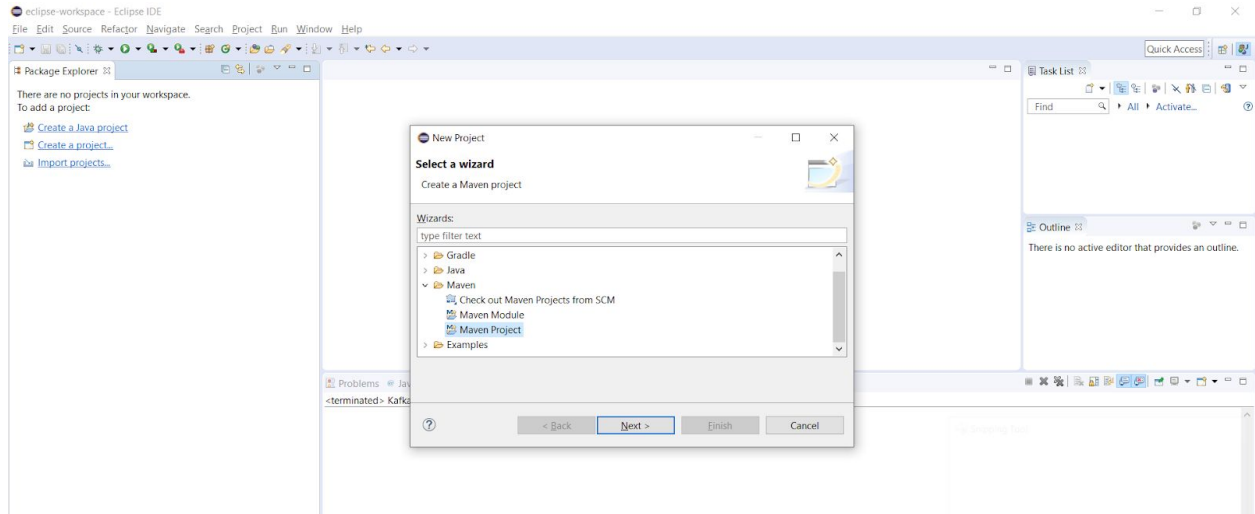 eclipse-workspace - Eclipse IDE
File Edit Source Refactor Navigate Search Project Run Window Help
Quick Access
Package Explorer
There are no projects in your workspace.
To add a project:
Create a Java project
Create a project...
Import projects...
New Project
Select a wizard
Create a Maven project
Wizards:
type filter text
Gradle
Java
Maven
Check out Maven Projects from SCM
Maven Module
Maven Project
Examples
< Back Next > Finish Cancel
Task List
Find All Activate...
Outline
There is no active editor that provides an outline.
Problems Jav
<terminated> Kafka